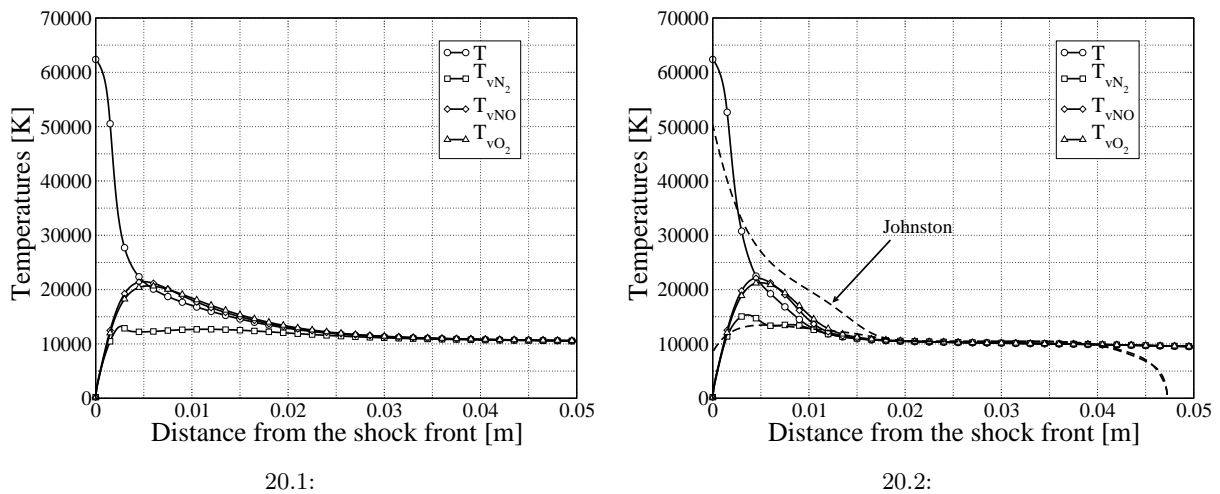 70000
60000
50000
40000
30000
20000
10000
0
Temperatures [K]
T
TvN2
TvNO
TvO2
0 0.01 0.02 0.03 0.04 0.05
Distance from the shock front [m]
20.1:
70000
60000
50000
40000
30000
20000
10000
0
Temperatures [K]
T
TvN2
TvNO
TvO2
Johnston
0 0.01 0.02 0.03 0.04 0.05
Distance from the shock front [m]
20.2: